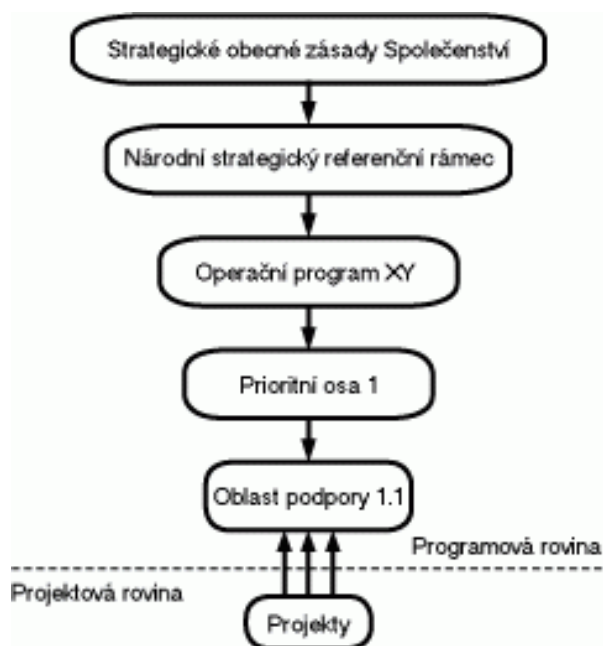 Strategické obecné zásady Společenství
Národní strategický referenční rámec
Operační program XY
Prioritní osa 1
Oblast podpory 1.1
Programová rovina
Projektová rovina
Projekty